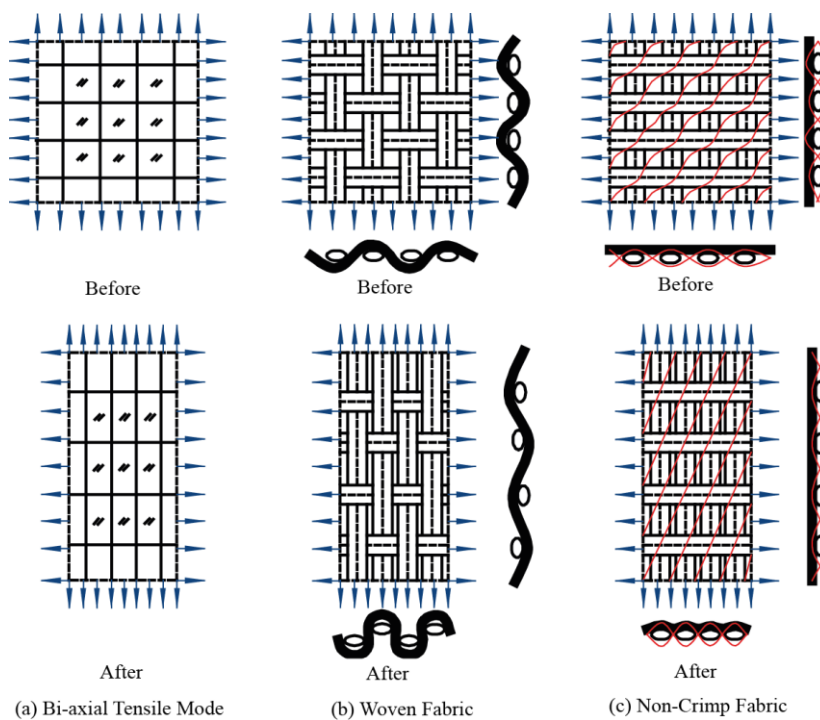 Before
Before
Before
After
After
After
(a) Bi-axial Tensile Mode
(b) Woven Fabric
(c) Non-Crimp Fabric